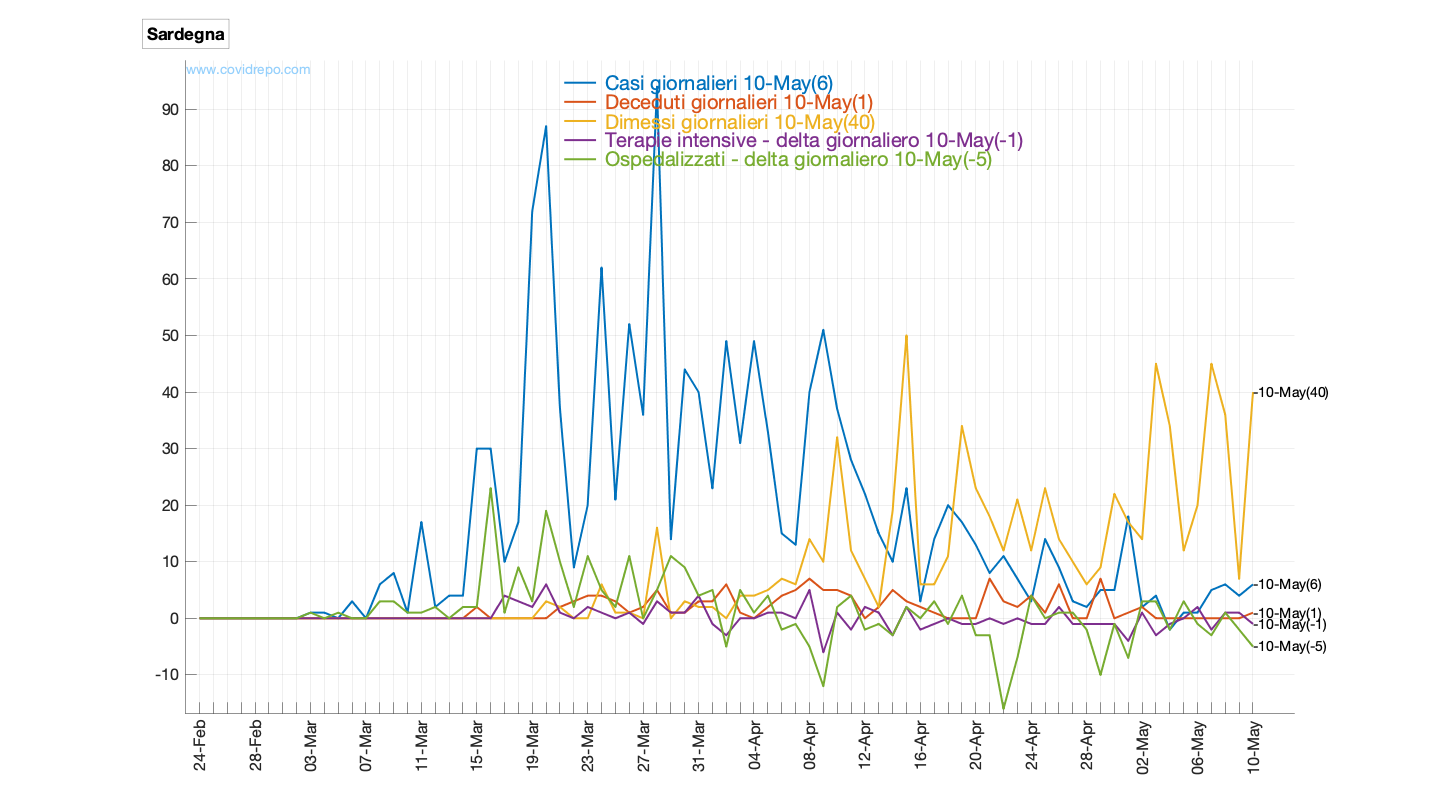 Sardegna
www.covidrepo.com
Casi giornalieri 10-May(6)
Deceduti giornalieri 10-May(1)
Dimessi giornalieri 10-May(40)
Terapie intensive - delta giornaliero 10-May(-1)
Ospedalizzati - delta giornaliero 10-May(-5)
90
80
70
60
50
40
30
20
10
0
-10
10-May(40)
10-May(6)
10-May(1)
10-May(-1)
10-May(-5)
24-Feb
28-Feb
03-Mar
07-Mar
11-Mar
15-Mar
19-Mar
23-Mar
27-Mar
31-Mar
04-Apr
08-Apr
12-Apr
16-Apr
20-Apr
24-Apr
28-Apr
02-May
06-May
10-May